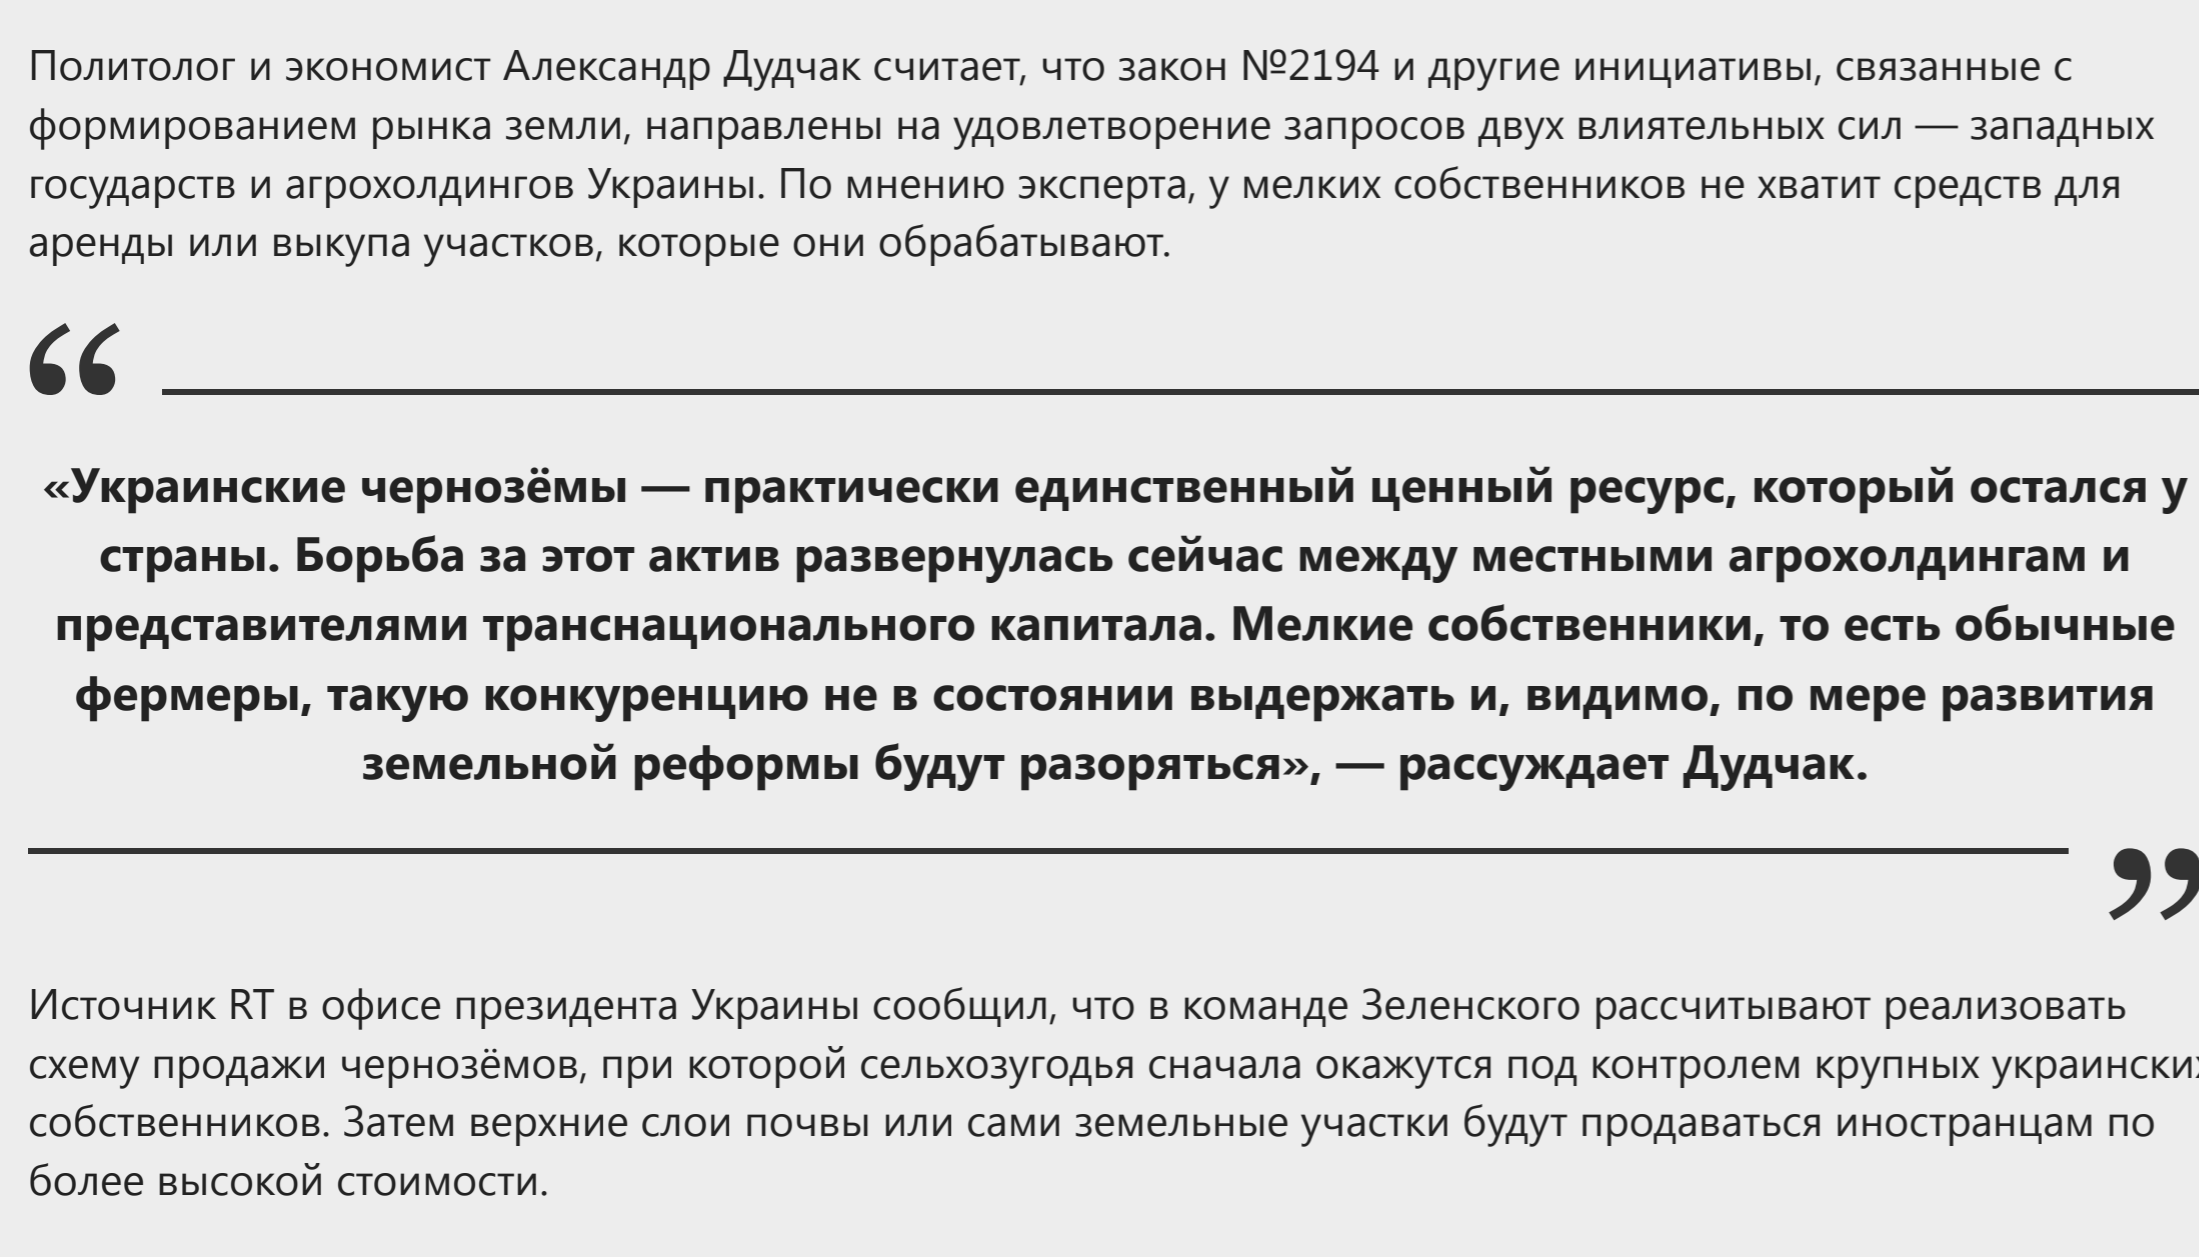 Политолог и экономист Александр Дудчак считает, что закон №2194 и другие инициативы, связанные с
формированием рынка земли, направлены на удовлетворение запросов двух влиятельных сил — западных
государств и агрохолдингов Украины. По мнению эксперта, у мелких собственников не хватит средств для
аренды или выкупа участков, которые они обрабатывают.
“
«Украинские чернозёмы — практически единственный ценный ресурс, который остался у
страны. Борьба за этот актив развернулась сейчас между местными агрохолдингам и
представителями транснационального капитала. Мелкие собственники, то есть обычные
фермеры, такую конкуренцию не в состоянии выдержать и, видимо, по мере развития
земельной реформы будут разоряться», — рассуждает Дудчак.
”
Источник RT в офисе президента Украины сообщил, что в команде Зеленского рассчитывают реализовать
схему продажи чернозёмов, при которой сельхозугодья сначала окажутся под контролем крупных украинских
собственников. Затем верхние слои почвы или сами земельные участки будут продаваться иностранцам по
более высокой стоимости.